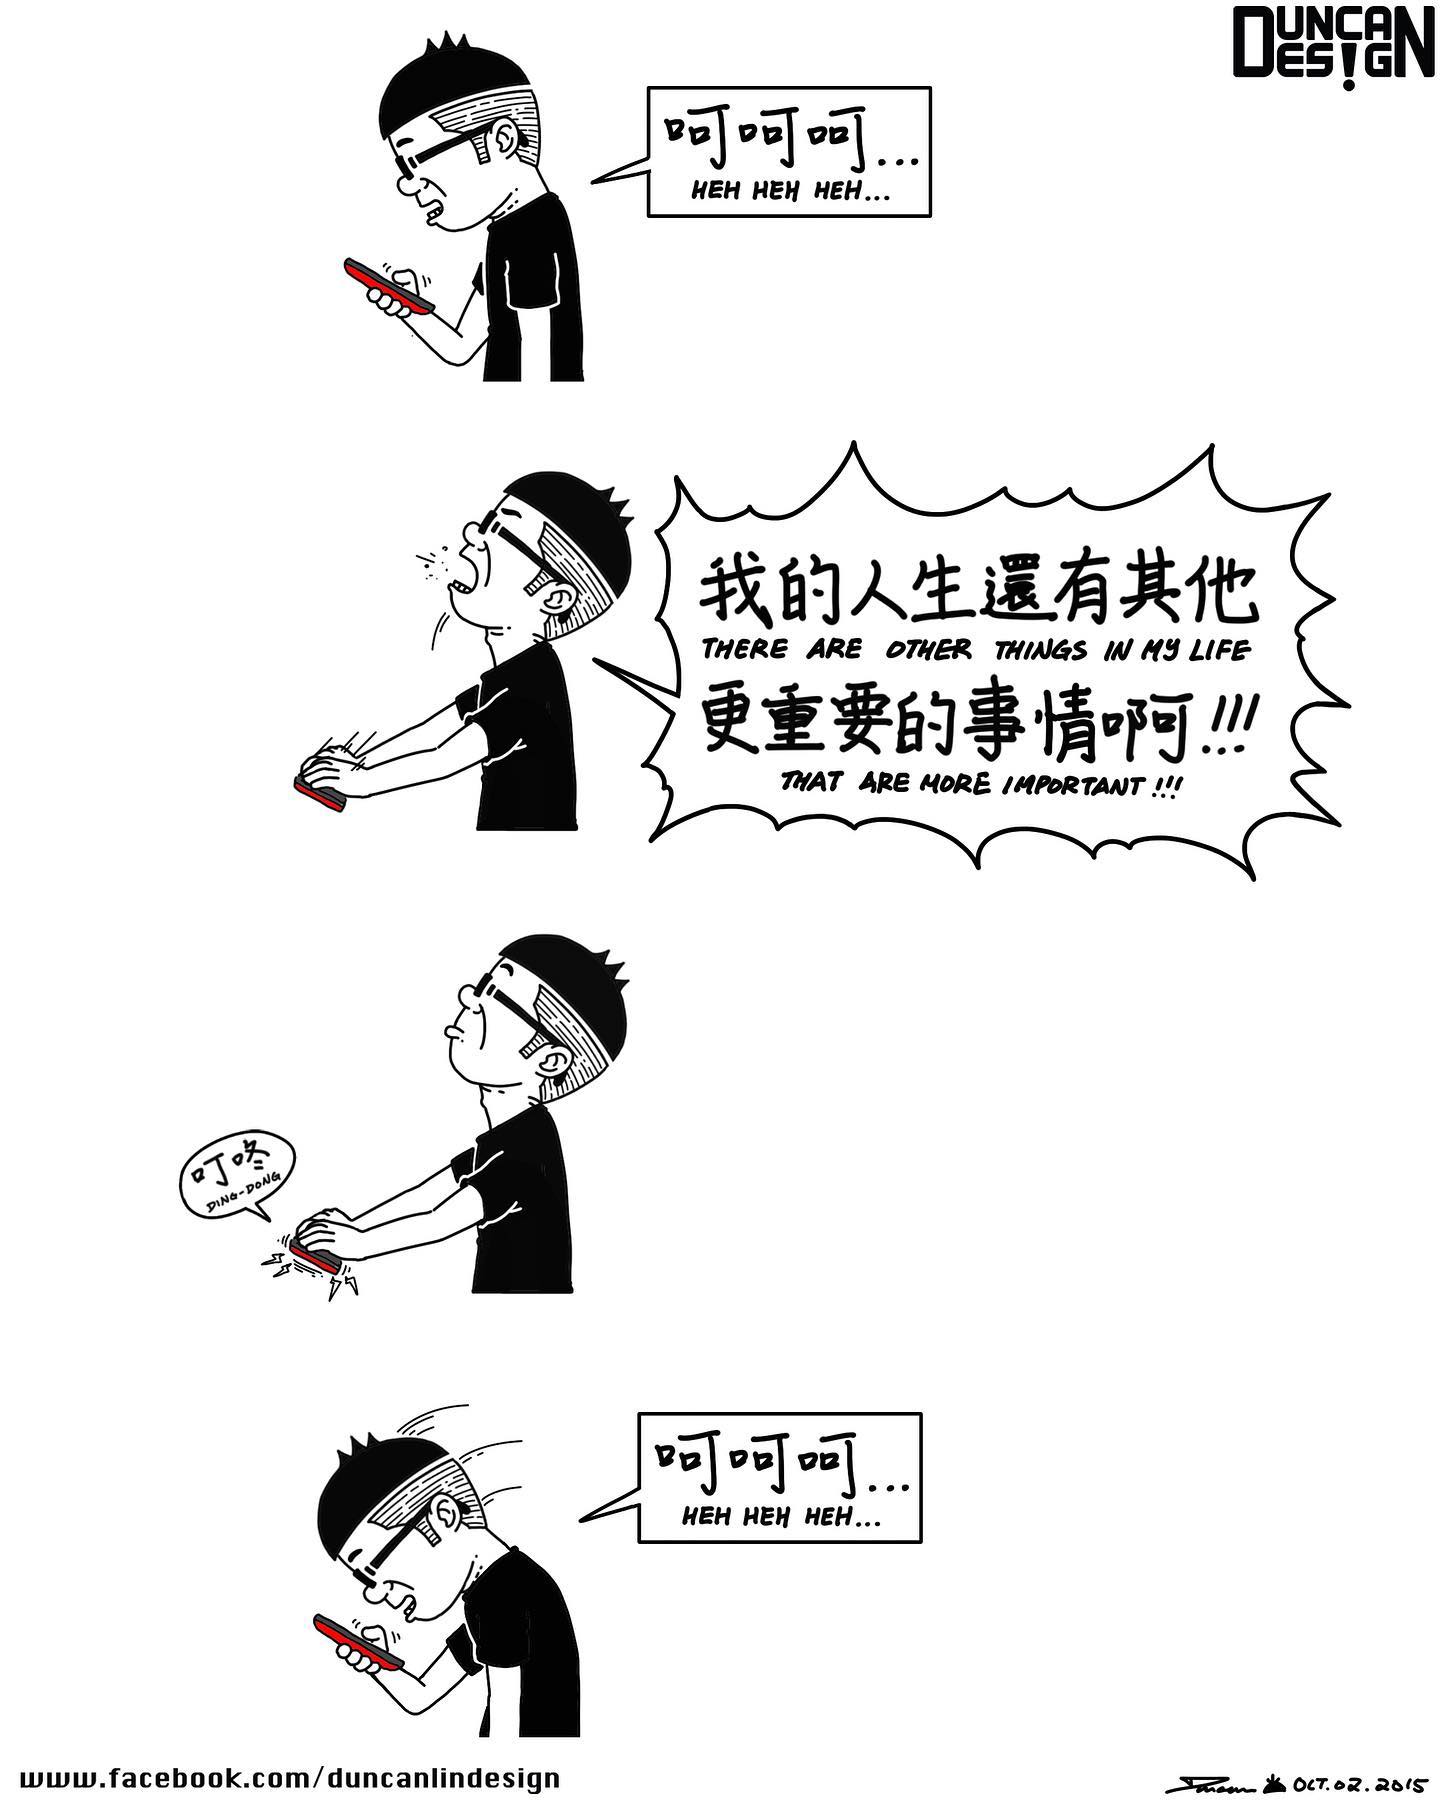 DUNCAN
DES!GN
呵呵呵...
HEH HEH HEH...
我的人生還有其他
THERE ARE OTHER THINGS IN MY LIFE
更重要的事情啊!!!
THAT ARE MORE IMPORTANT!!!
叮咚
DING-DONG
呵呵呵...
HEH HEH HEH...
www.facebook.com/duncanlindesign
Duncan OCT.02.2015